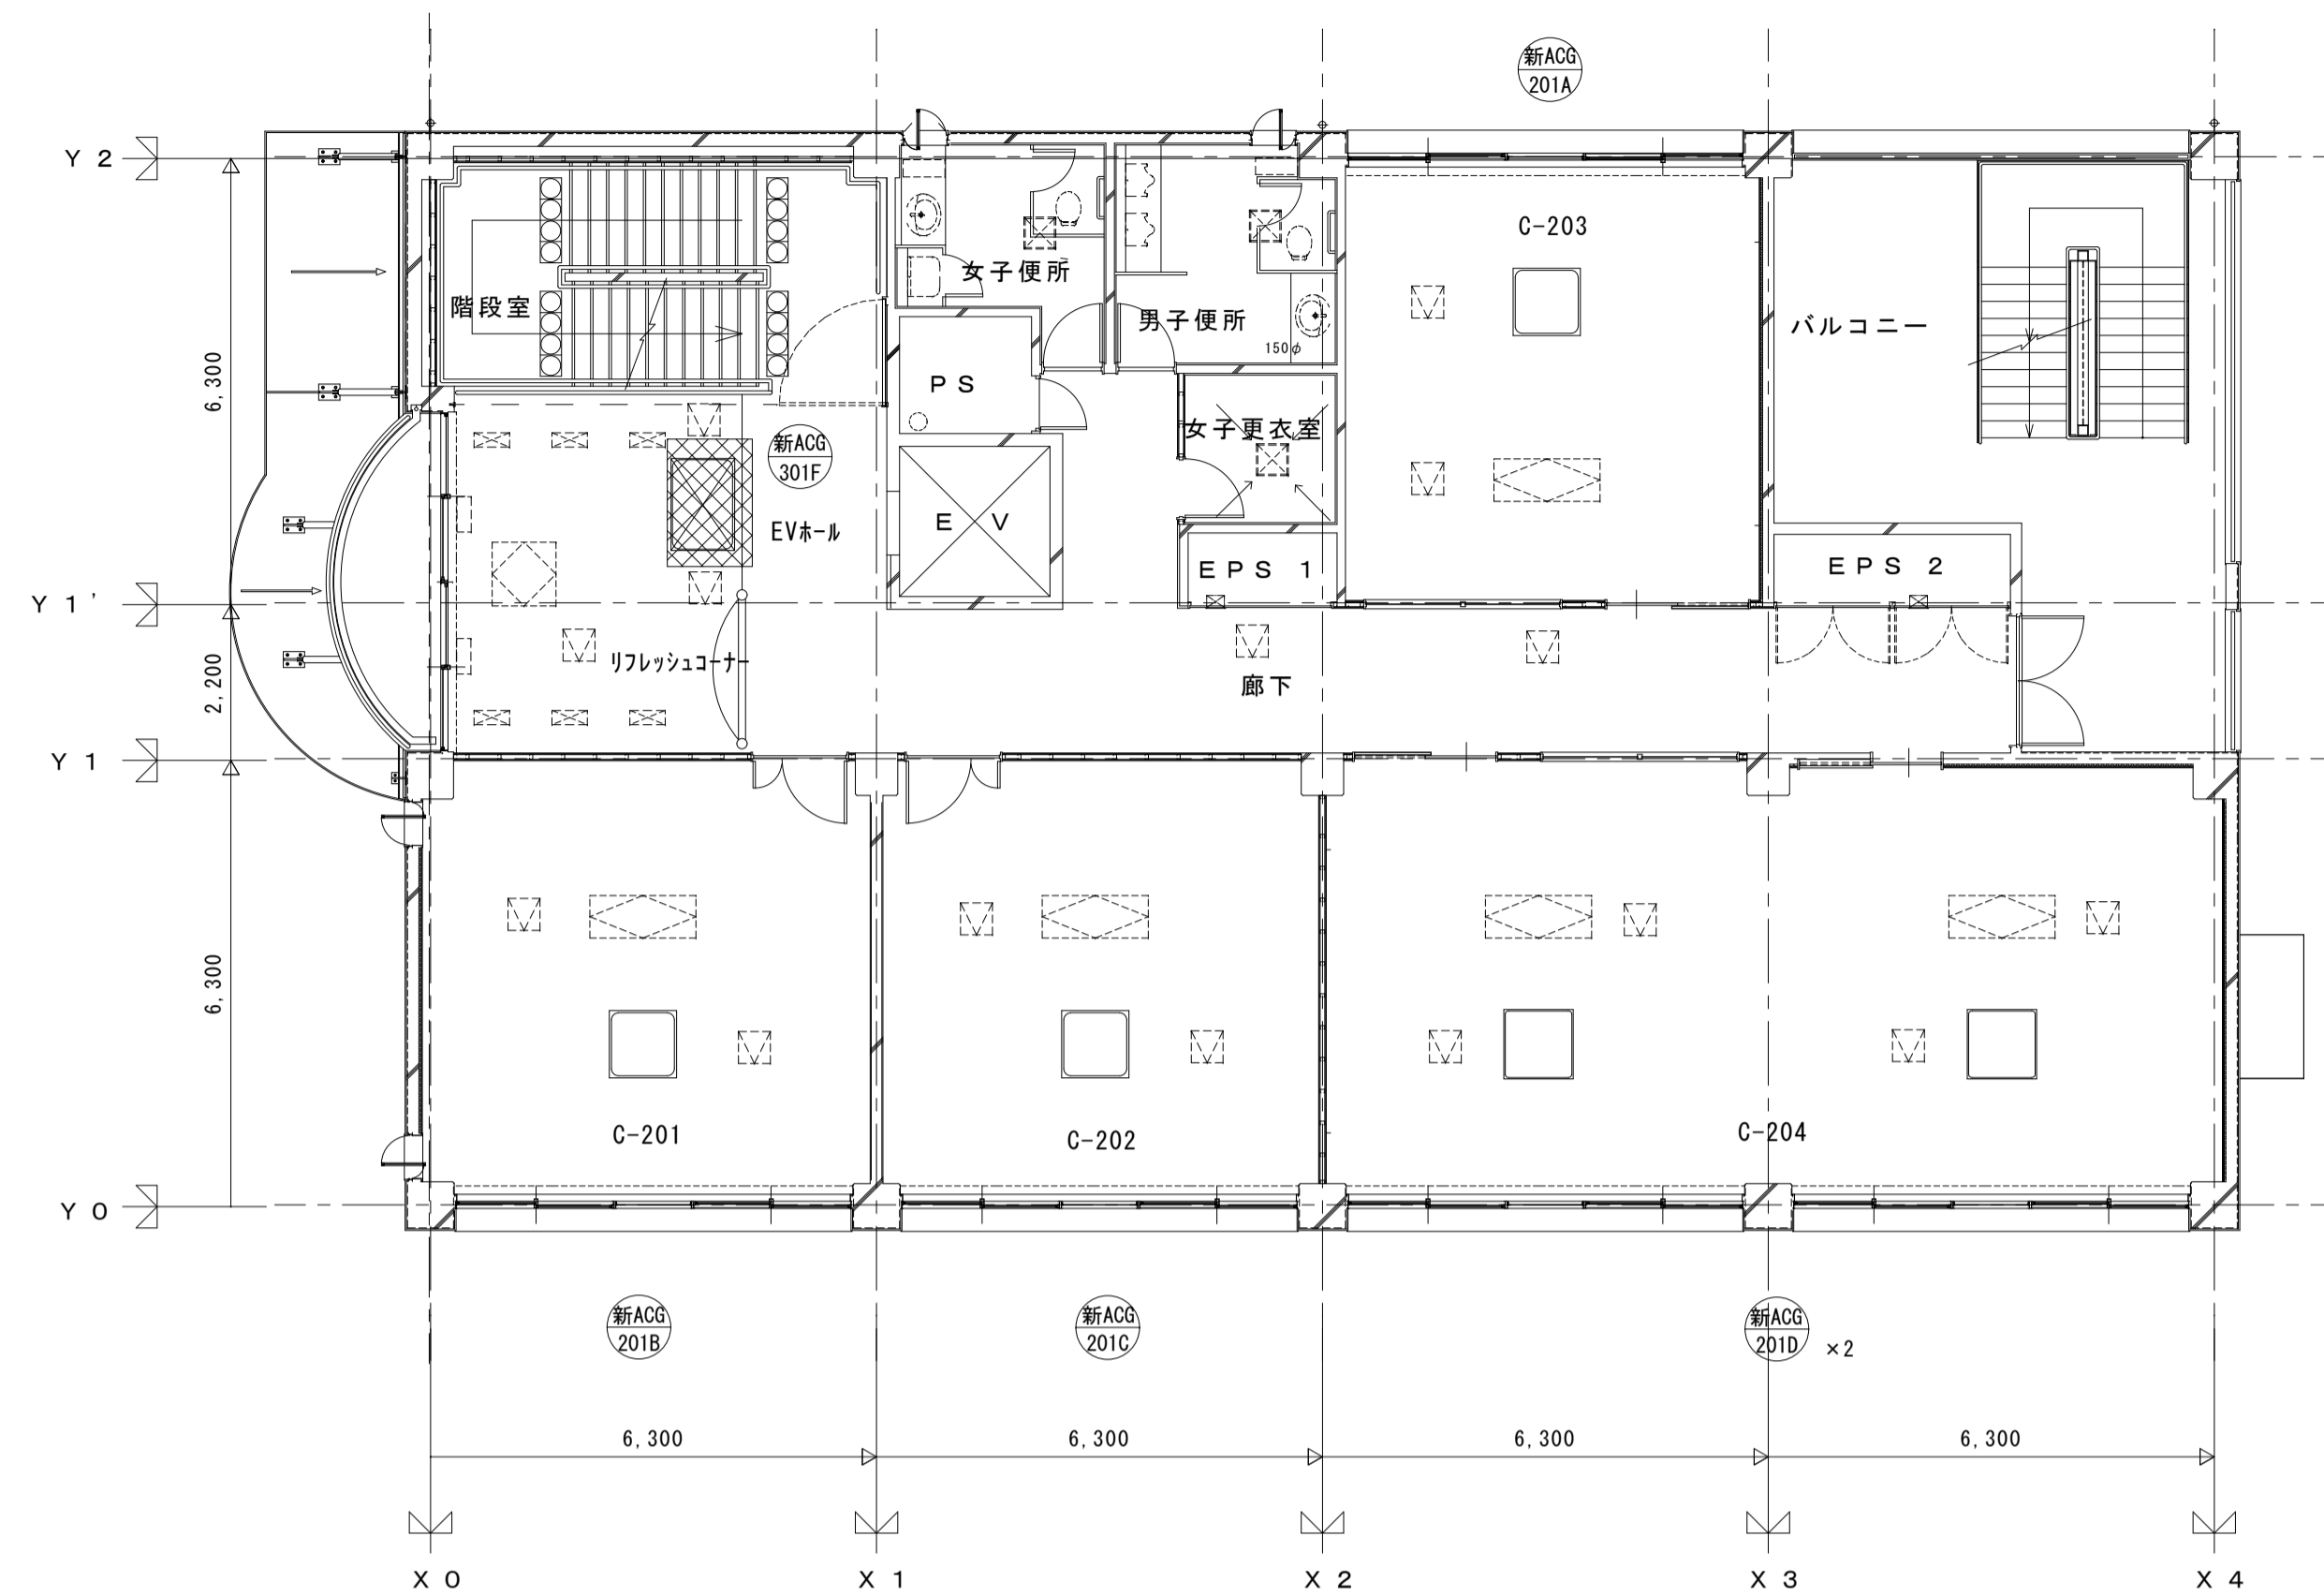 新ACG
201A
Y 2
C-203
女子便所
階段室
男子便所
バルコニー
150φ
6,300
PS
女子更衣室
新ACG
301F
EVホール
E V
EPS 1
EPS 2
Y 1'
リフレッシュコーナー
廊下
2,200
Y 1
6,300
C-201
C-202
C-204
Y 0
新ACG
201B
新ACG
201C
新ACG
201D
×2
6,300
6,300
6,300
6,300
X 0
X 1
X 2
X 3
X 4